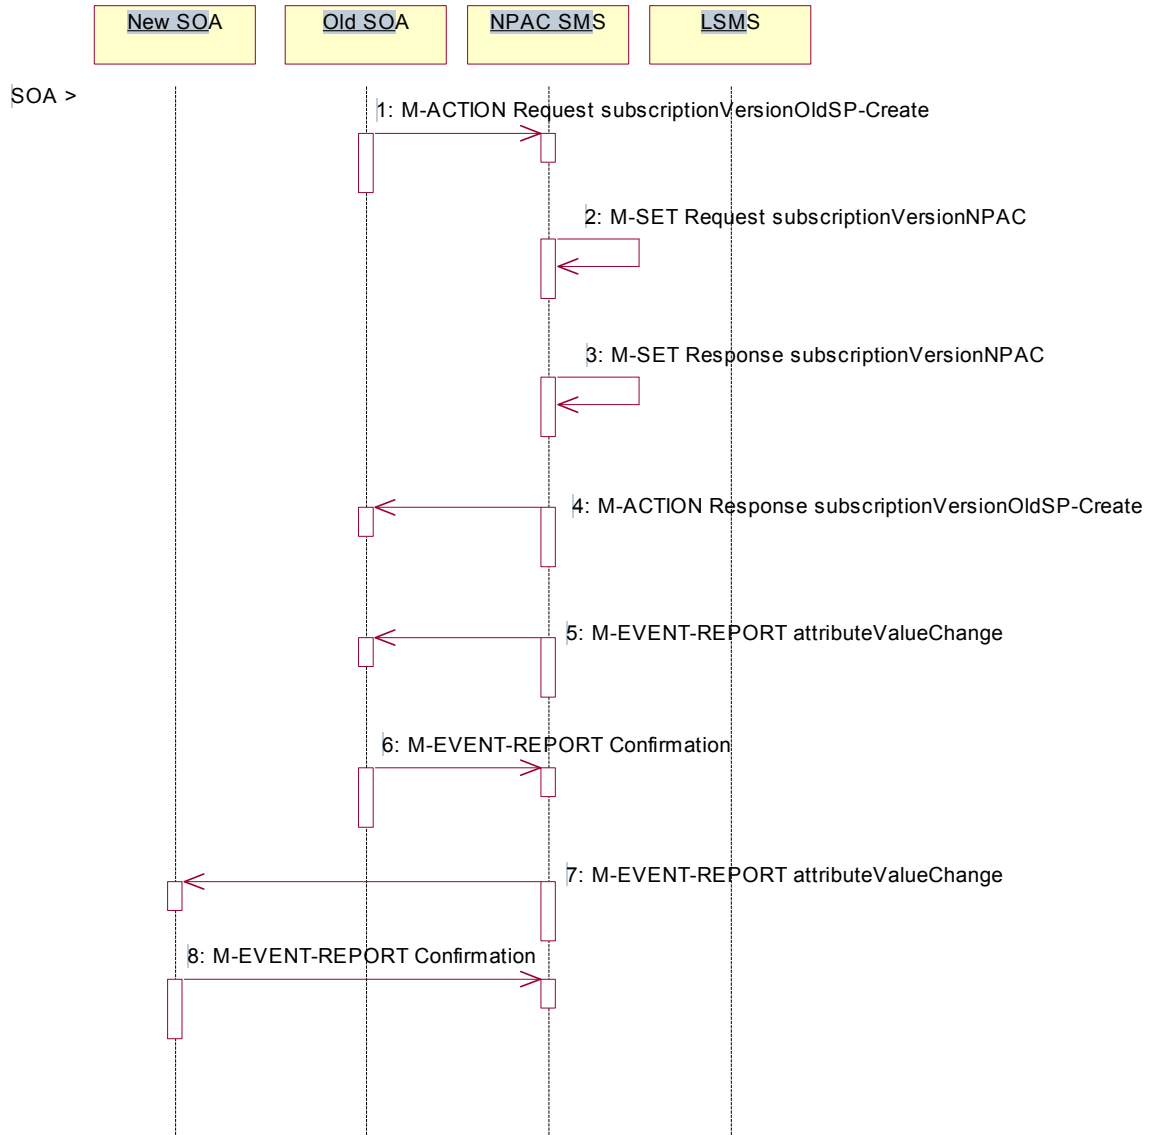 New SOA
Old SOA
NPAC SMS
LSMS
SOA >
1: M-ACTION Request subscriptionVersionOldSP-Create
2: M-SET Request subscriptionVersionNPAC
3: M-SET Response subscriptionVersionNPAC
4: M-ACTION Response subscriptionVersionOldSP-Create
5: M-EVENT-REPORT attributeValueChange
6: M-EVENT-REPORT Confirmation
7: M-EVENT-REPORT attributeValueChange
8: M-EVENT-REPORT Confirmation